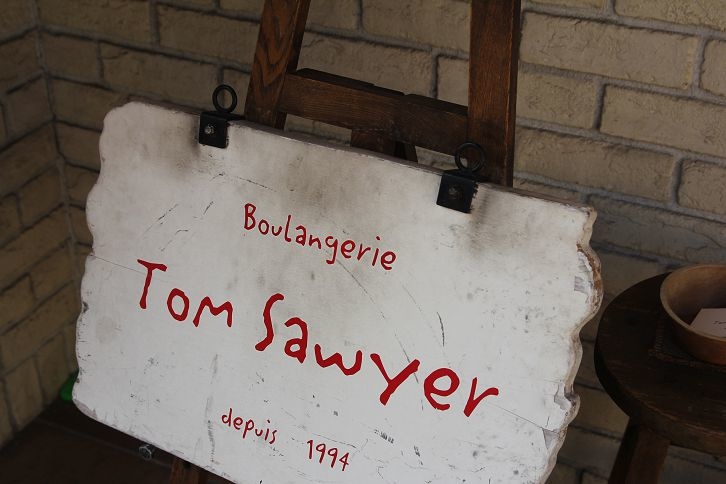 Boulangerie
Tom Sawyer
depuis 1994